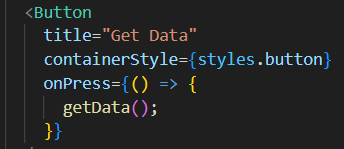 <Button
title="Get Data"
containerStyle={styles.button}
onPress={() => {
getData();
}}